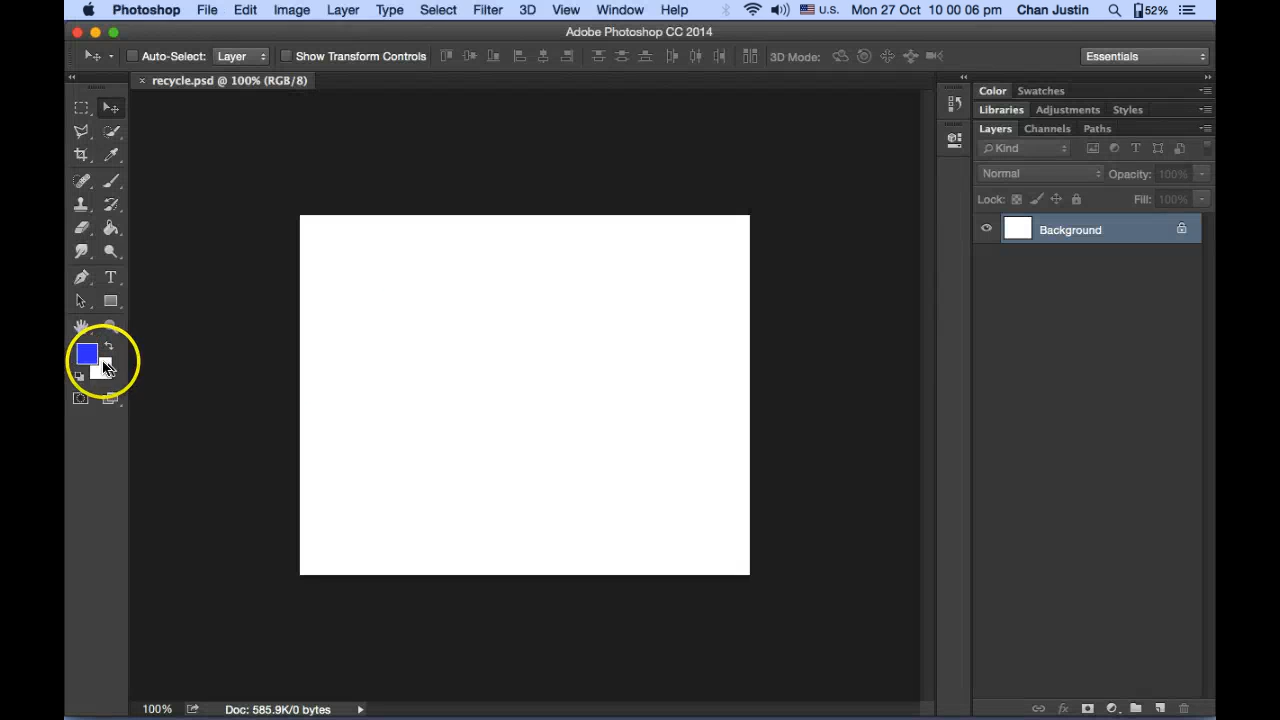 Photoshop File Edit Image Layer Type Select Filter 3D View Window Help U.S. Mon 27 Oct 10 00 06 pm Chan Justin 52%
Adobe Photoshop CC 2014
Auto-Select: Layer Show Transform Controls 3D Mode: Essentials
recycle.psd @ 100% (RGB/8)
Color Swatches
Libraries Adjustments Styles
Layers Channels Paths
Kind
Normal Opacity: 100%
Lock: Fill: 100%
Background
T
100% Doc: 585.9K/0 bytes